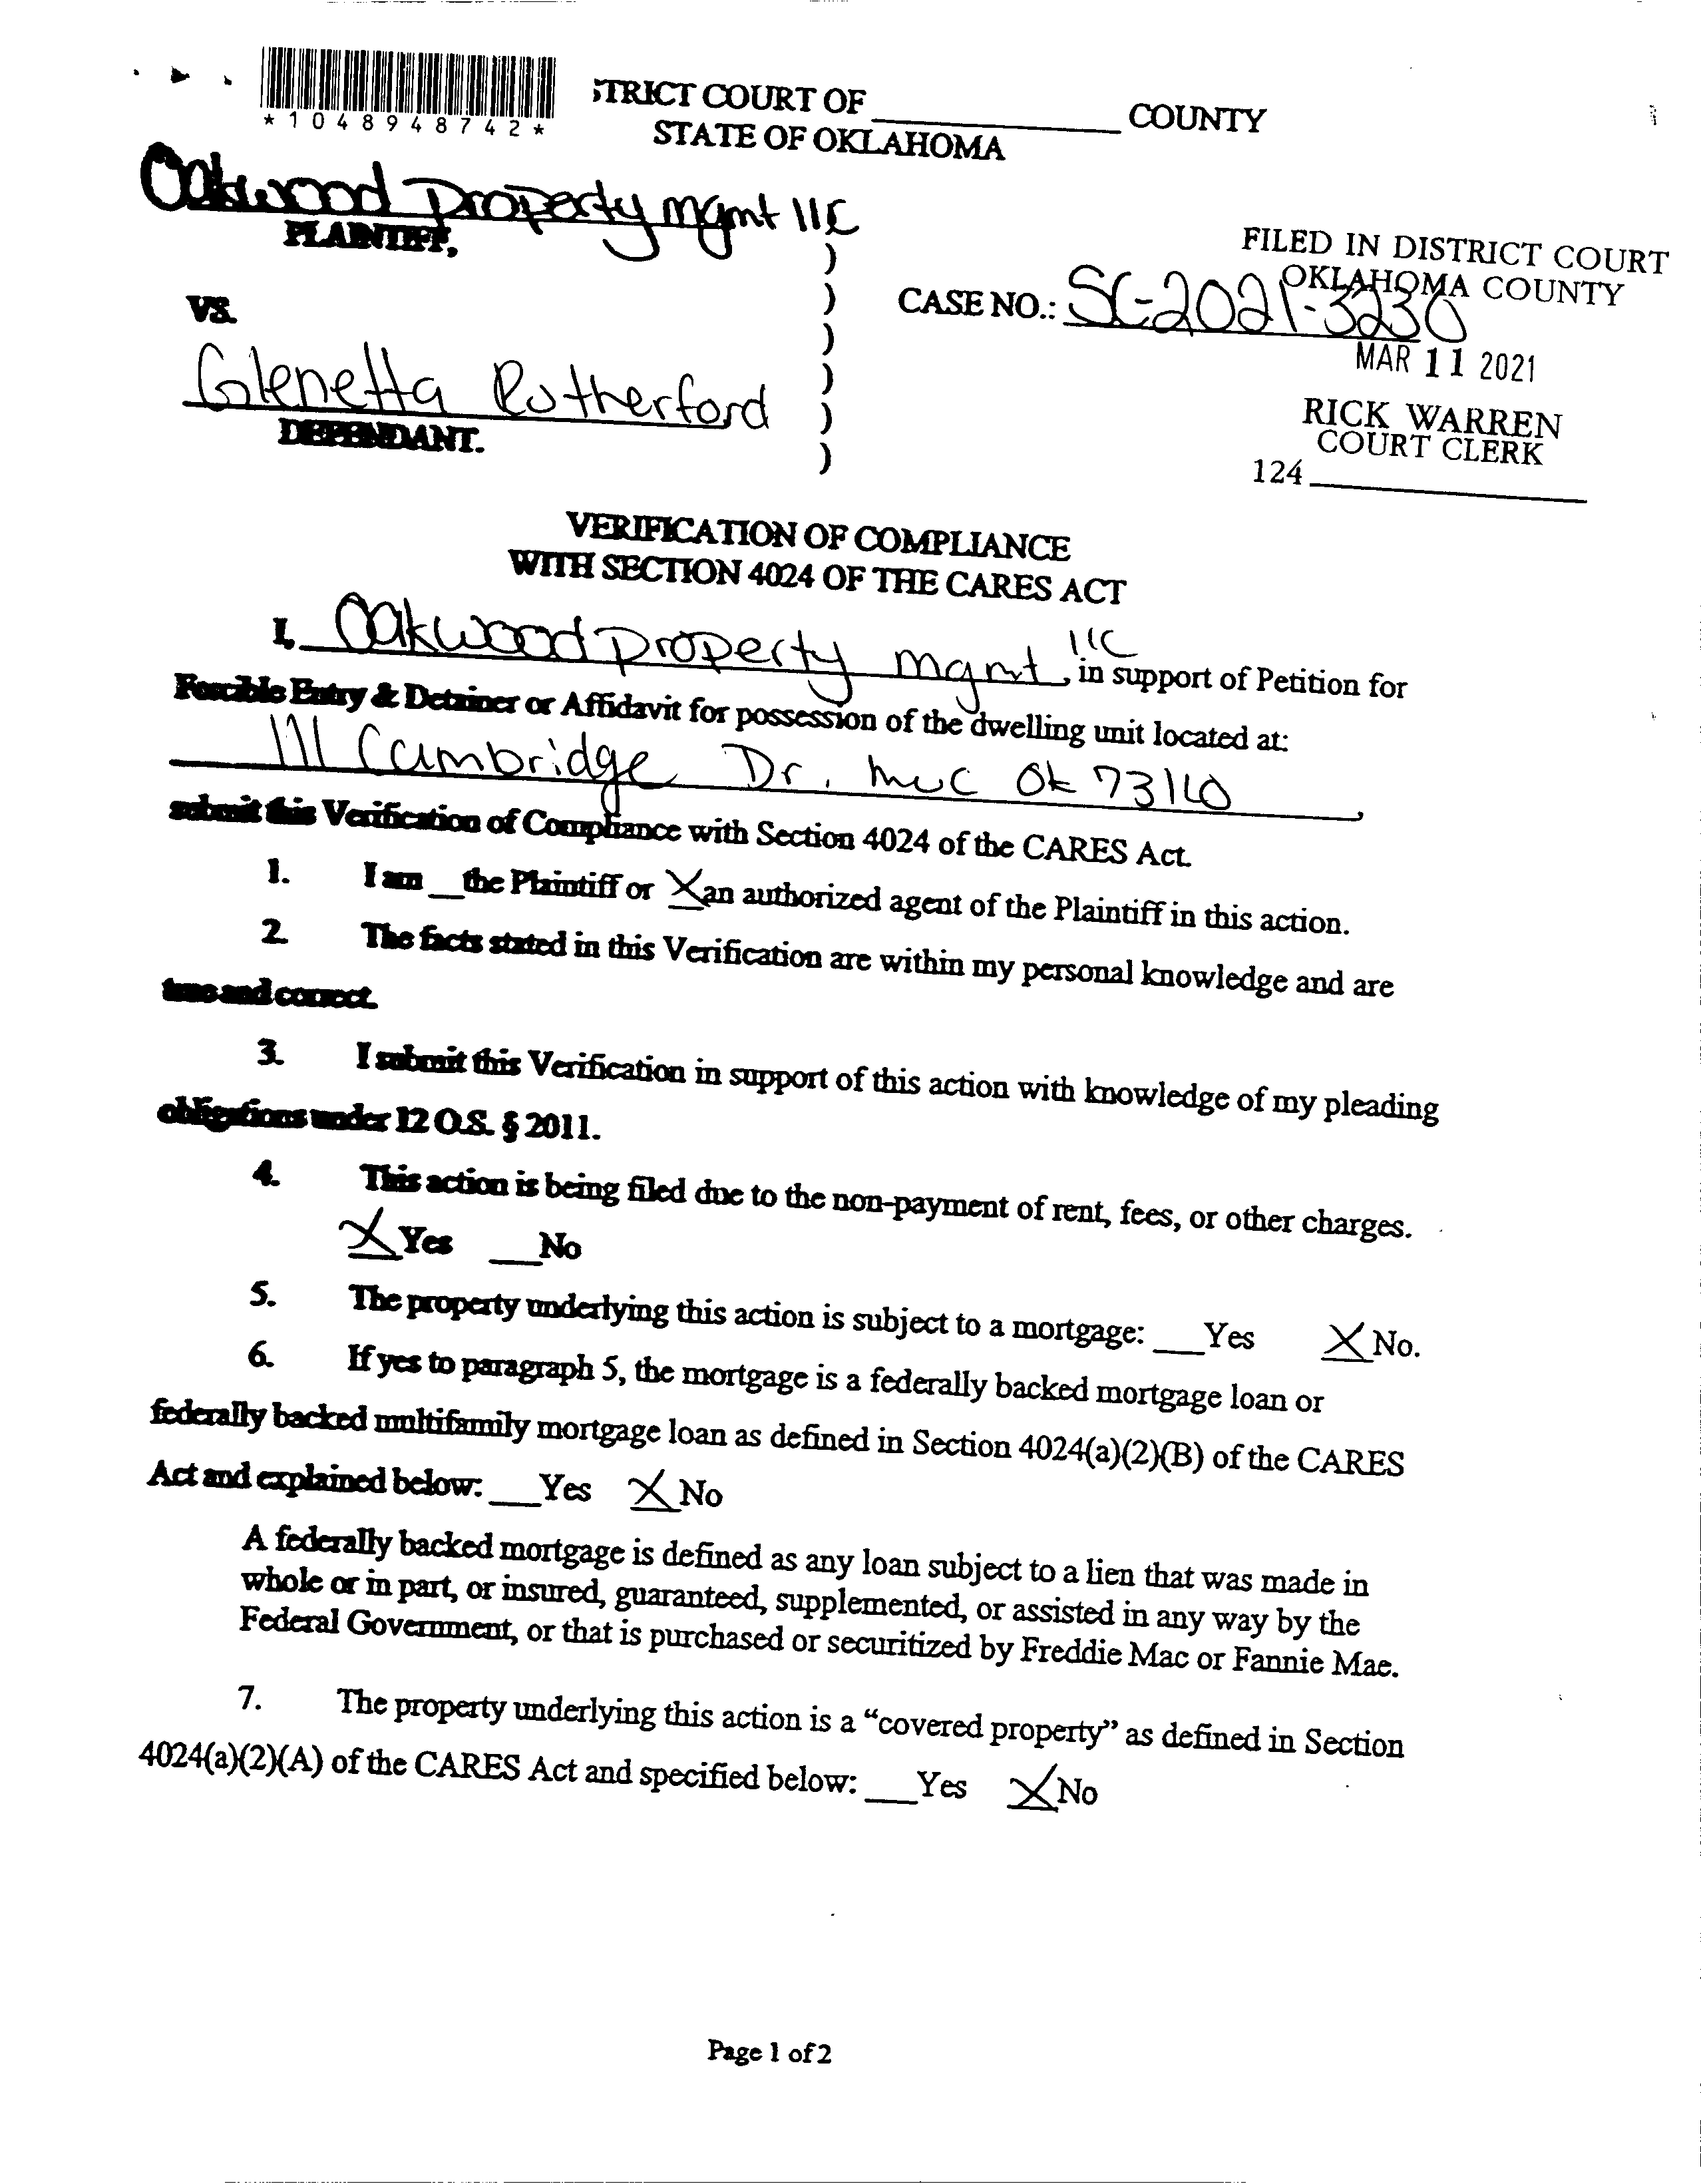 *1048948742*
STRICT COURT OF ____________ COUNTY
STATE OF OKLAHOMA
Oakwood Property mgmt llc
PLAINTIFF,
VS.
Glenetta Rutherford
DEFENDANT.
)
)
)
)
)
)
CASE NO.: SC-2021-3230
FILED IN DISTRICT COURT
OKLAHOMA COUNTY
MAR 11 2021
RICK WARREN
COURT CLERK
124 ____________
VERIFICATION OF COMPLIANCE
WITH SECTION 4024 OF THE CARES ACT
I, Oakwood property mgmt llc, in support of Petition for
Forcible Entry & Detainer or Affidavit for possession of the dwelling unit located at:
111 Cambridge Dr. mwc Ok 73110,
submit this Verification of Compliance with Section 4024 of the CARES Act.
1. I am __the Plaintiff or X an authorized agent of the Plaintiff in this action.
2. The facts stated in this Verification are within my personal knowledge and are
true and correct.
3. I submit this Verification in support of this action with knowledge of my pleading
obligations under 12 O.S. § 2011.
4. This action is being filed due to the non-payment of rent, fees, or other charges.
X Yes ___No
5. The property underlying this action is subject to a mortgage: ___Yes X No.
6. If yes to paragraph 5, the mortgage is a federally backed mortgage loan or
federally backed multifamily mortgage loan as defined in Section 4024(a)(2)(B) of the CARES
Act and explained below: ___Yes X No
A federally backed mortgage is defined as any loan subject to a lien that was made in
whole or in part, or insured, guaranteed, supplemented, or assisted in any way by the
Federal Government, or that is purchased or securitized by Freddie Mac or Fannie Mae.
7. The property underlying this action is a “covered property” as defined in Section
4024(a)(2)(A) of the CARES Act and specified below: ___Yes X No
Page 1 of 2